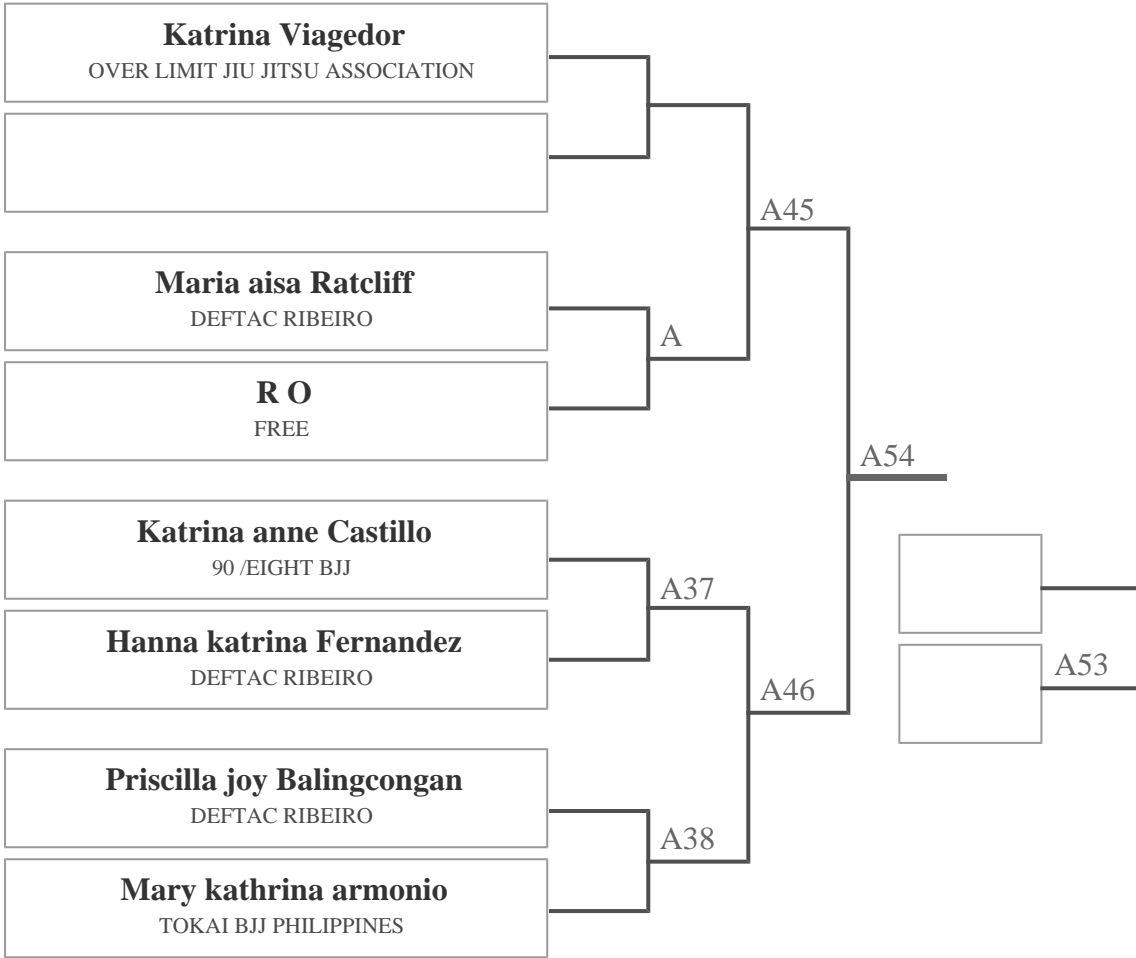 Katrina Viagedor
OVER LIMIT JIU JITSU ASSOCIATION
A45
Maria aisa Ratcliff
DEFTAC RIBEIRO
A
R O
FREE
A54
Katrina anne Castillo
90 /EIGHT BJJ
A37
Hanna katrina Fernandez
DEFTAC RIBEIRO
A53
A46
Priscilla joy Balingcongan
DEFTAC RIBEIRO
A38
Mary kathrina armonio
TOKAI BJJ PHILIPPINES